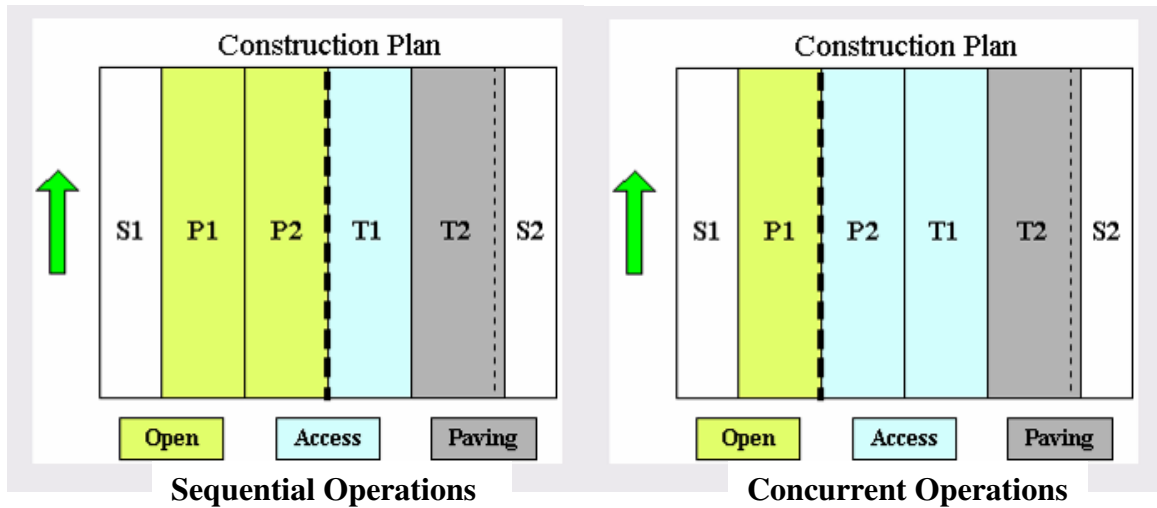 Construction Plan
S1 P1 P2 T1 T2 S2
Open Access Paving
Sequential Operations
Construction Plan
S1 P1 P2 T1 T2 S2
Open Access Paving
Concurrent Operations